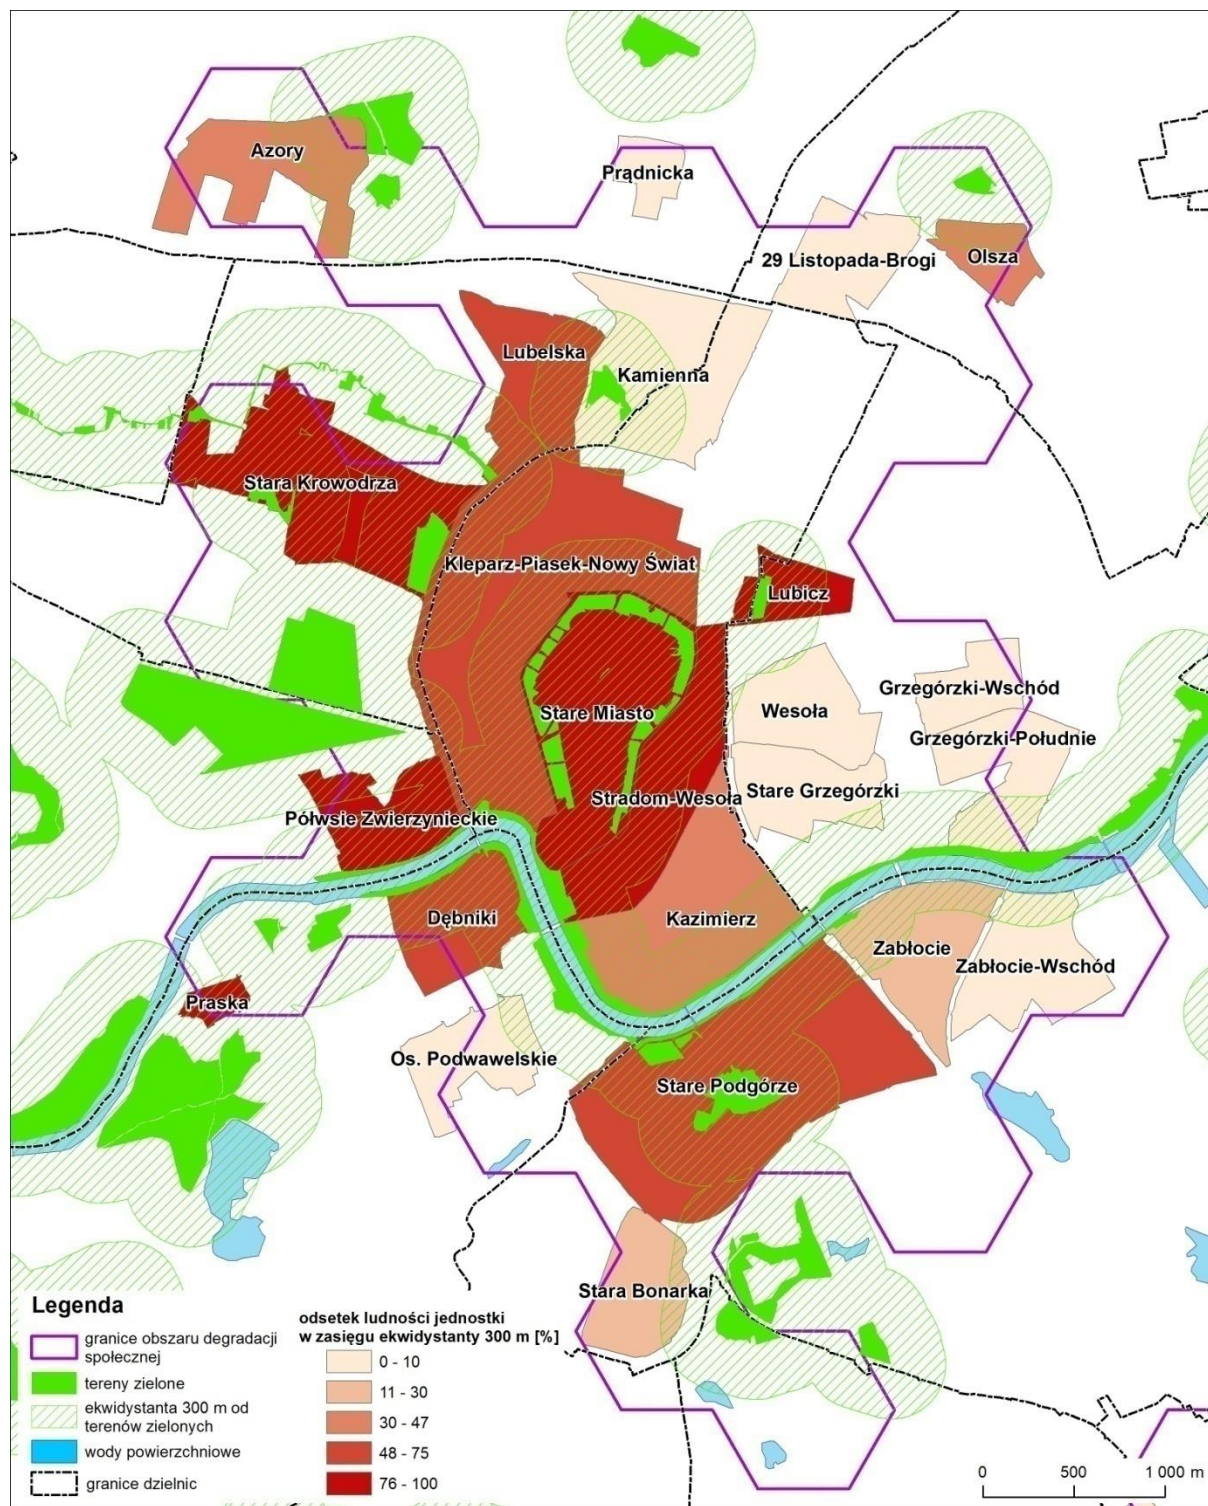 Azory
Prądnicka
29 Listopada-Brogi
Olsza
Lubelska
Kamienna
Stara Krowodrza
Kleparz-Piasek-Nowy Świat
Lubicz
Grzegórzki-Wschód
Stare Miasto
Wesoła
Grzegórzki-Południe
Stradom-Wesoła
Stare Grzegórzki
Półwsie Zwierzynieckie
Dębniki
Kazimierz
Zabłocie
Zabłocie-Wschód
Praska
Os. Podwawelskie
Stare Podgórze
Stara Bonarka
Legenda
granice obszaru degradacji
społecznej
tereny zielone
ekwidystanta 300 m od
terenów zielonych
wody powierzchniowe
granice dzielnic
odsetek ludności jednostki
w zasięgu ekwidystanty 300 m [%]
0 - 10
11 - 30
30 - 47
48 - 75
76 - 100
0 500 1 000 m